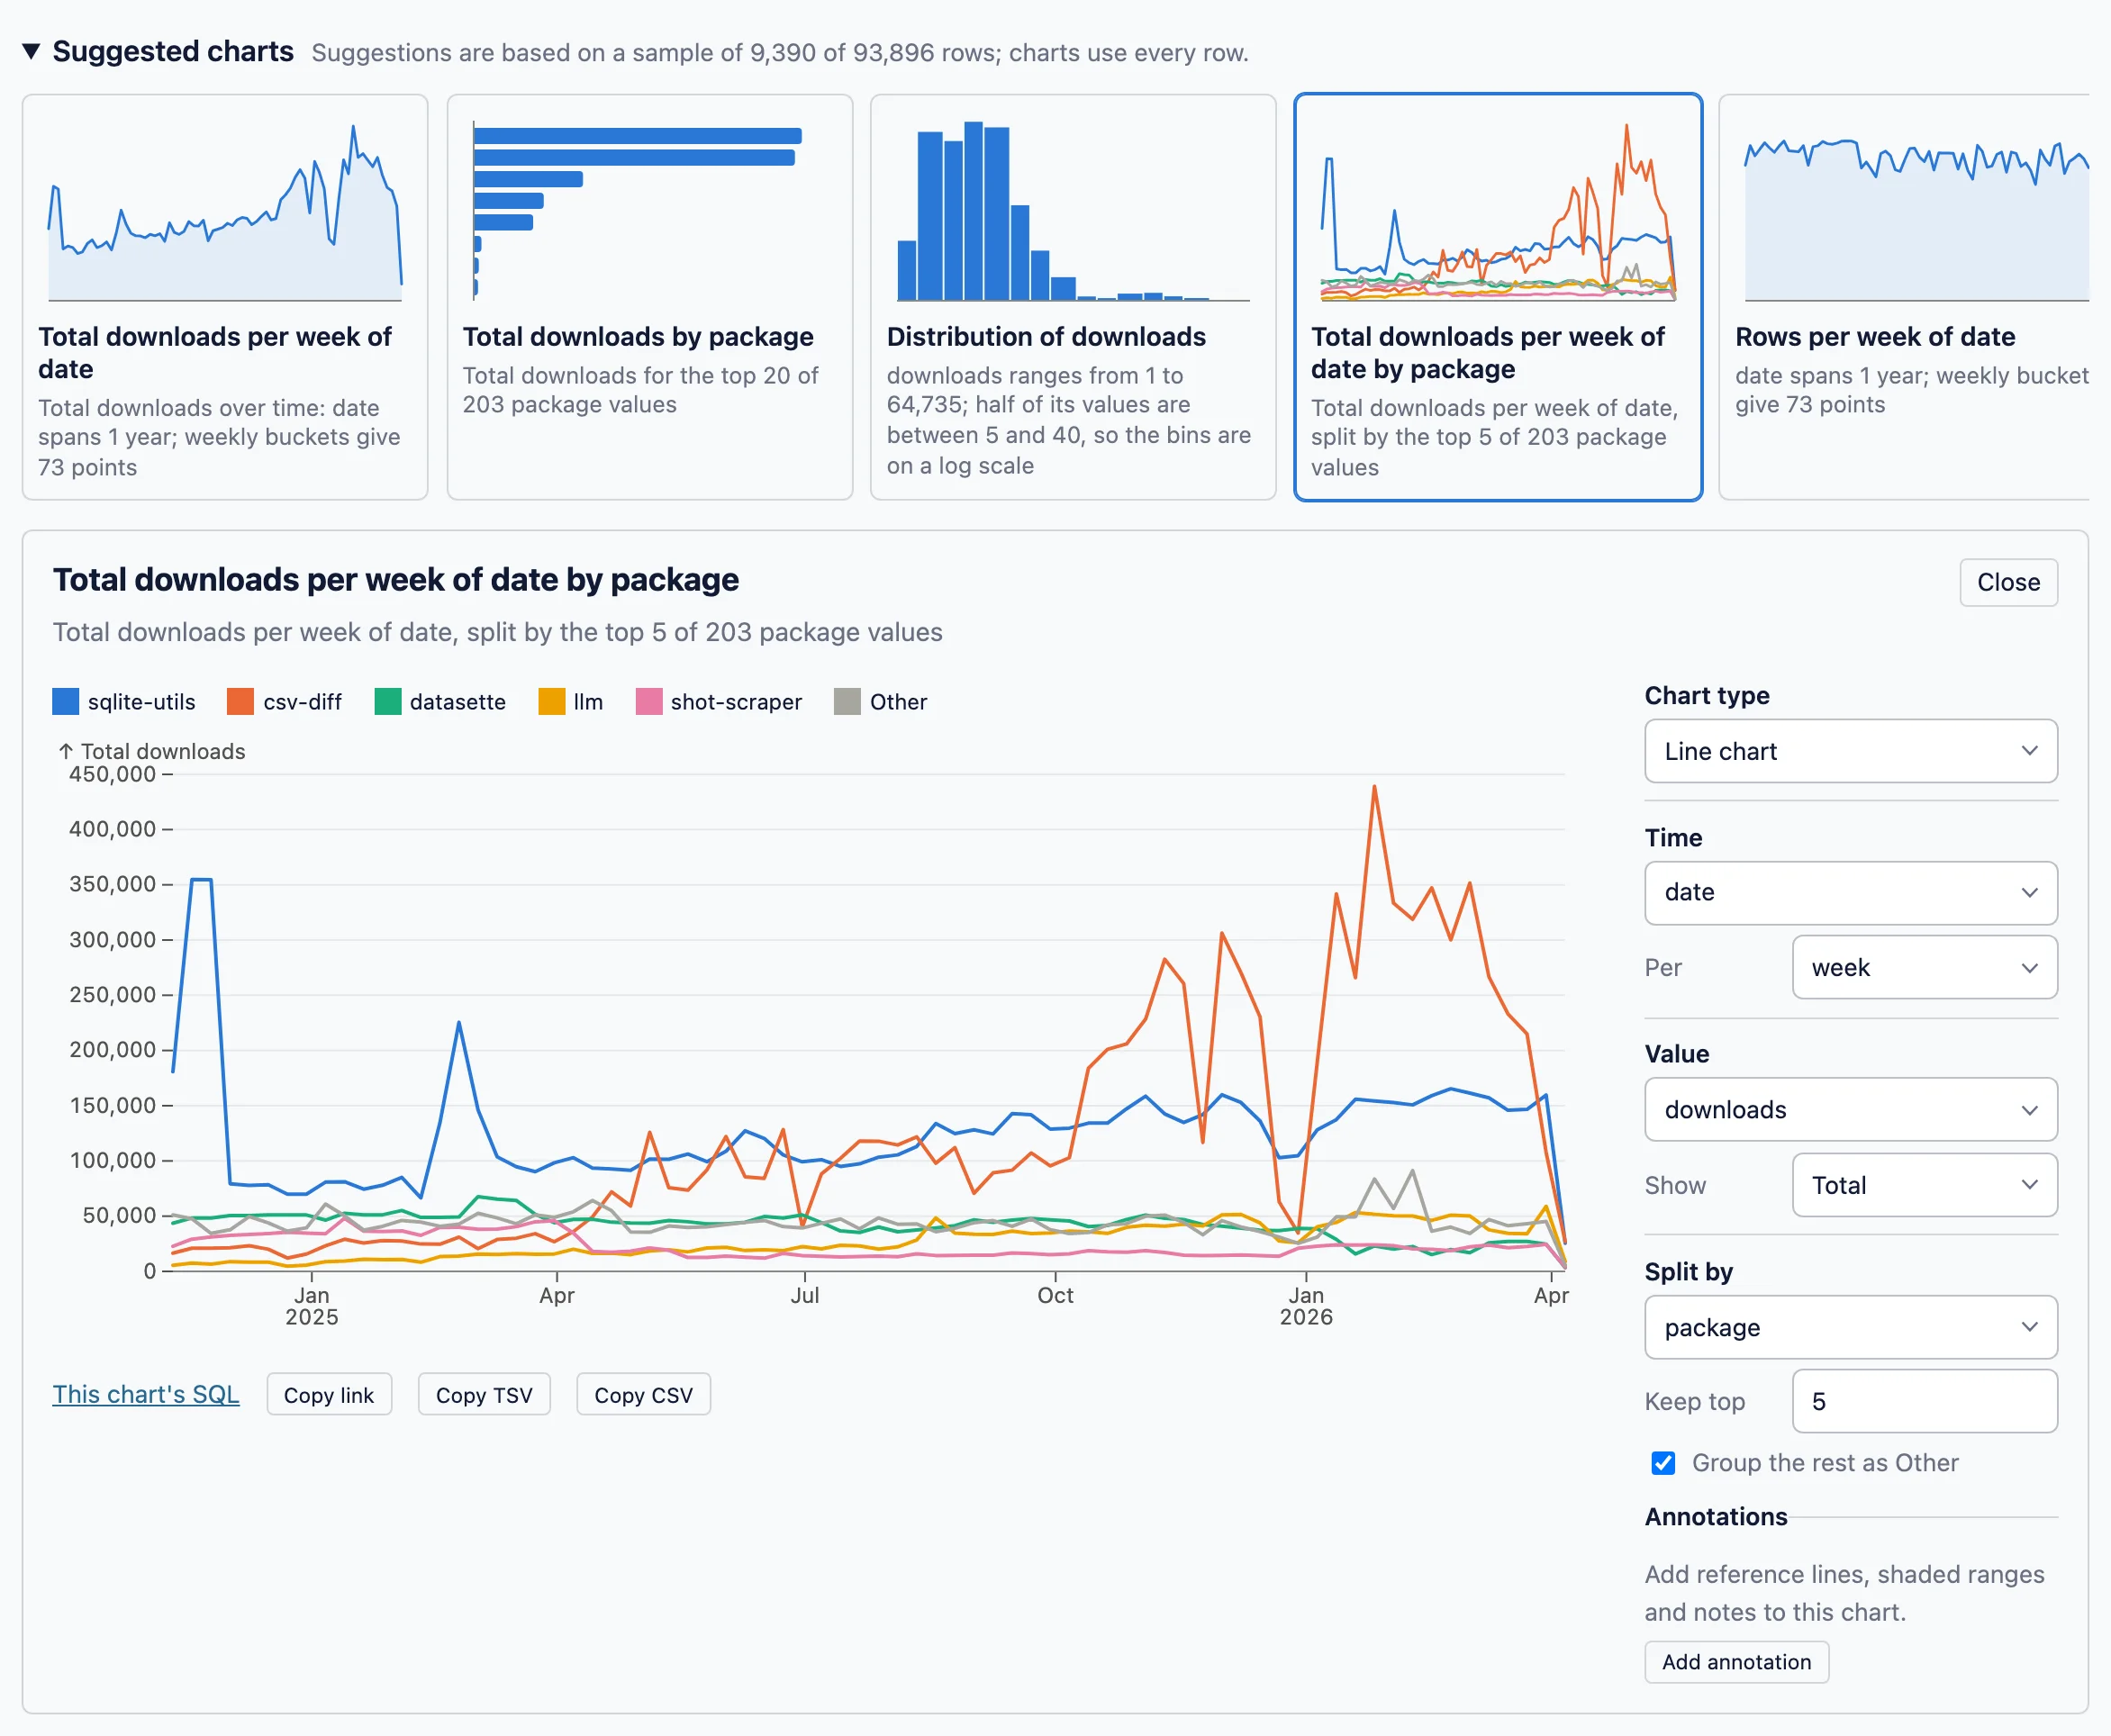 ▼ Suggested charts Suggestions are based on a sample of 9,390 of 93,896 rows; charts use every row.
Total downloads per week of
date
Total downloads over time: date
spans 1 year; weekly buckets give
73 points
Total downloads by package
Total downloads for the top 20 of
203 package values
Distribution of downloads
downloads ranges from 1 to
64,735; half of its values are
between 5 and 40, so the bins are
on a log scale
Total downloads per week of
date by package
Total downloads per week of date,
split by the top 5 of 203 package
values
Rows per week of date
date spans 1 year; weekly bucket
give 73 points
Total downloads per week of date by package
Close
Total downloads per week of date, split by the top 5 of 203 package values
sqlite-utils csv-diff datasette llm shot-scraper Other
↑ Total downloads
450,000
400,000
350,000
300,000
250,000
200,000
150,000
100,000
50,000
0
Jan Apr Jul Oct Jan Apr
2025 2026
This chart's SQL Copy link Copy TSV Copy CSV
Chart type
Line chart
Time
date
Per week
Value
downloads
Show Total
Split by
package
Keep top 5
Group the rest as Other
Annotations
Add reference lines, shaded ranges
and notes to this chart.
Add annotation